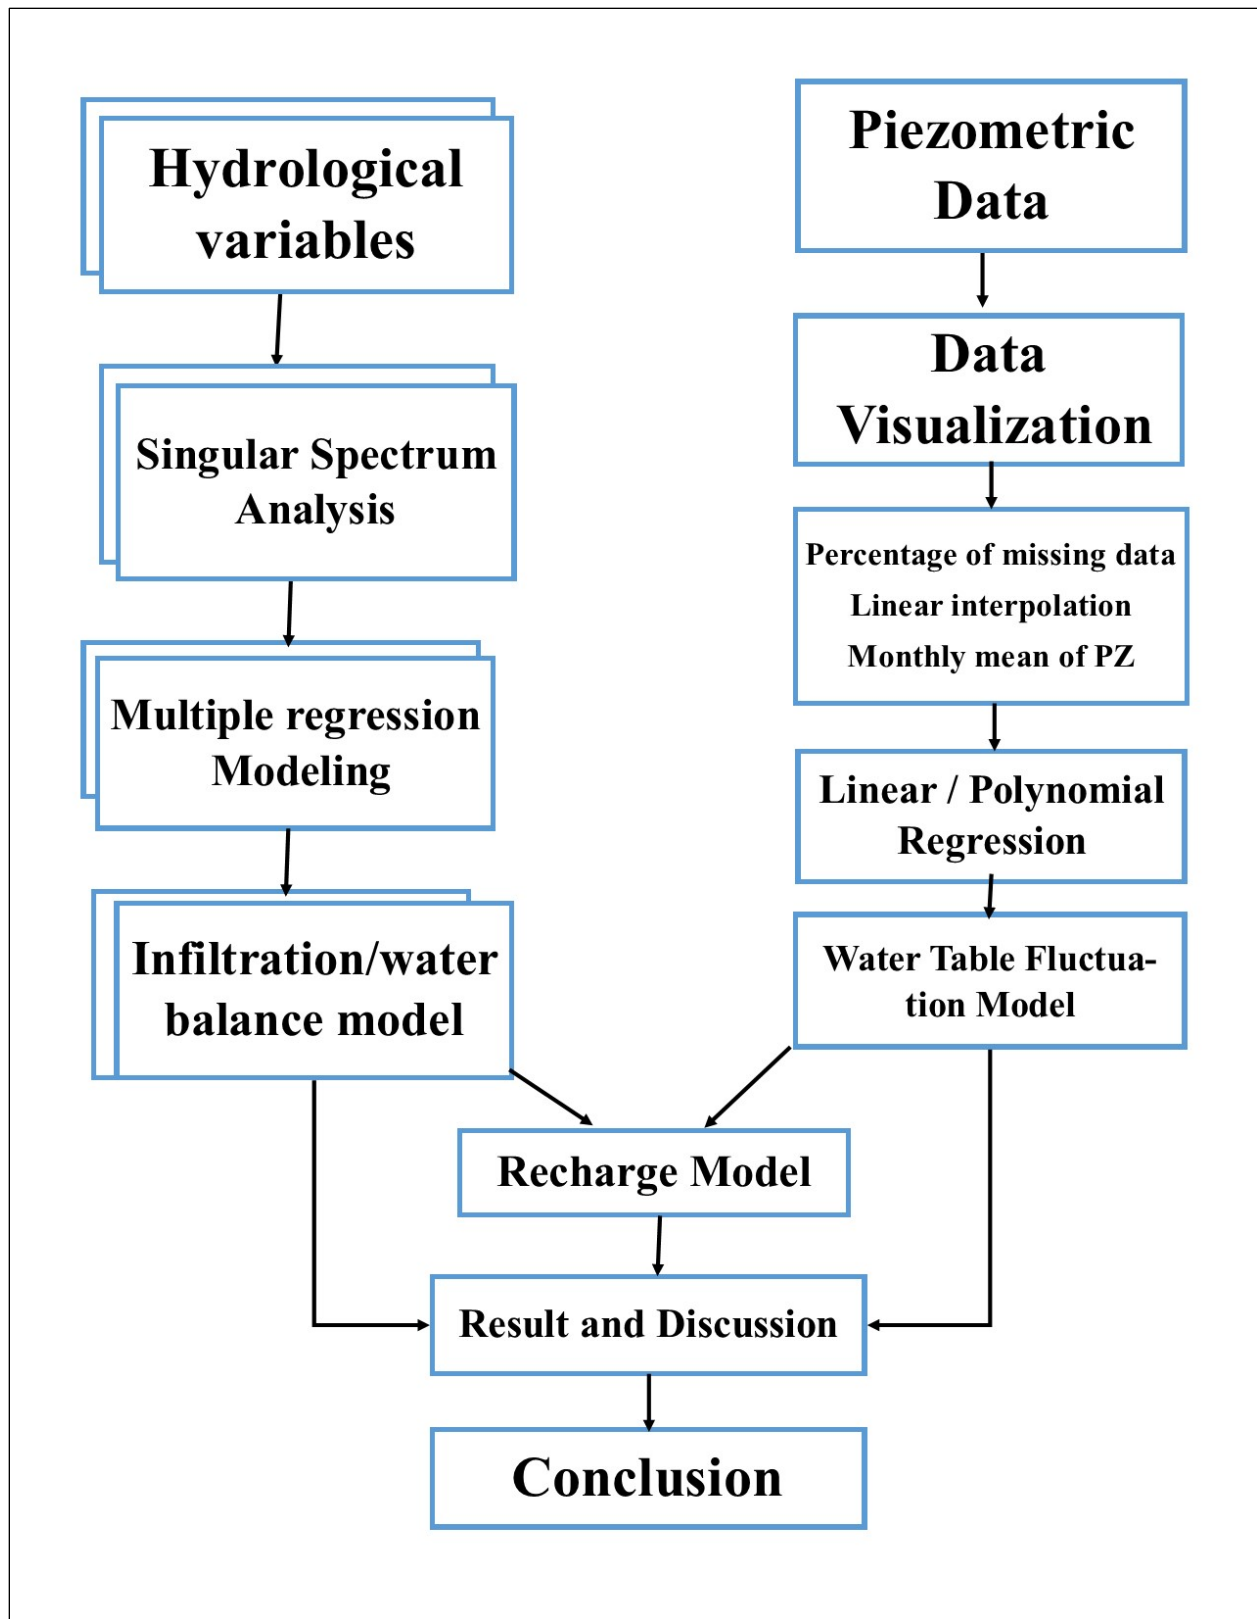 Hydrological
variables
Singular Spectrum
Analysis
Multiple regression
Modeling
Infiltration/water
balance model
Piezometric
Data
Data
Visualization
Percentage of missing data
Linear interpolation
Monthly mean of PZ
Linear / Polynomial
Regression
Water Table Fluctua-
tion Model
Recharge Model
Result and Discussion
Conclusion